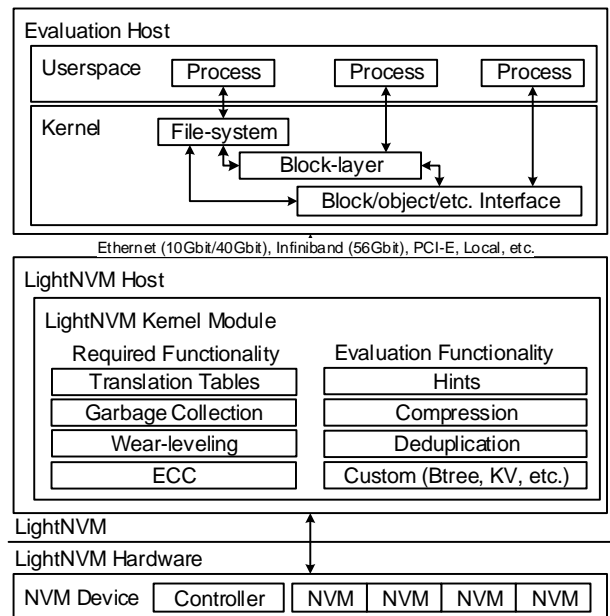 Evaluation Host
Userspace
Process Process Process
Kernel
File-system
Block-layer
Block/object/etc. Interface
Ethernet (10Gbit/40Gbit), Infiniband (56Gbit), PCI-E, Local, etc.
LightNVM Host
LightNVM Kernel Module
Required Functionality
Translation Tables
Garbage Collection
Wear-leveling
ECC
Evaluation Functionality
Hints
Compression
Deduplication
Custom (Btree, KV, etc.)
LightNVM
LightNVM Hardware
NVM Device Controller NVM NVM NVM NVM